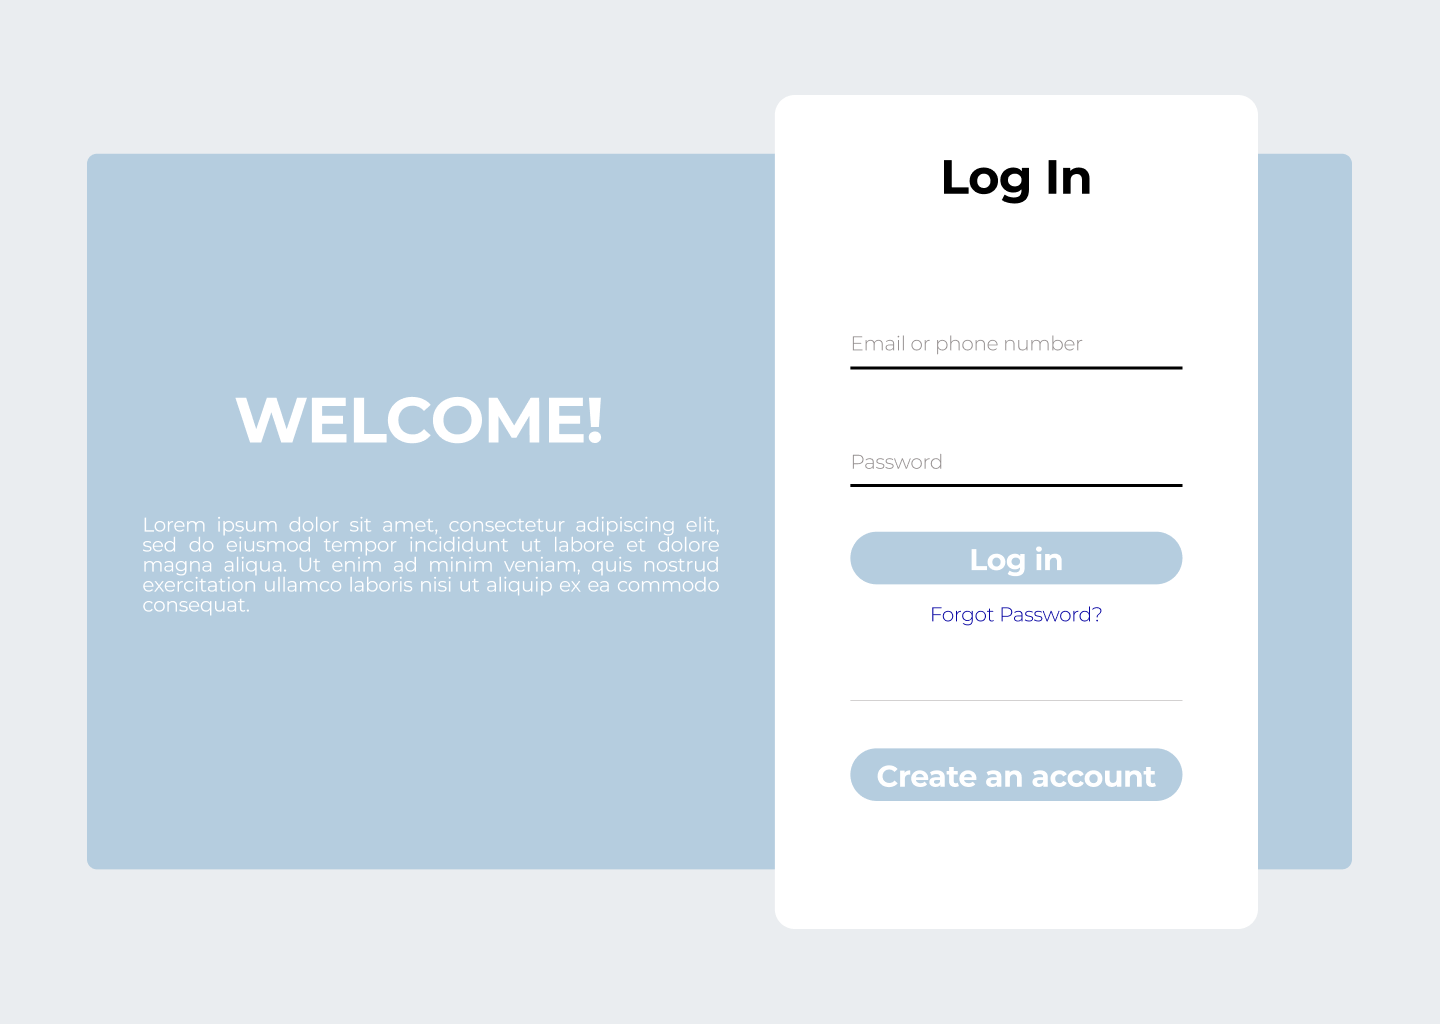 WELCOME!
Lorem ipsum dolor sit amet, consectetur adipiscing elit,
sed do eiusmod tempor incididunt ut labore et dolore
magna aliqua. Ut enim ad minim veniam, quis nostrud
exercitation ullamco laboris nisi ut aliquip ex ea commodo
consequat.
Log In
Email or phone number
Password
Log in
Forgot Password?
Create an account